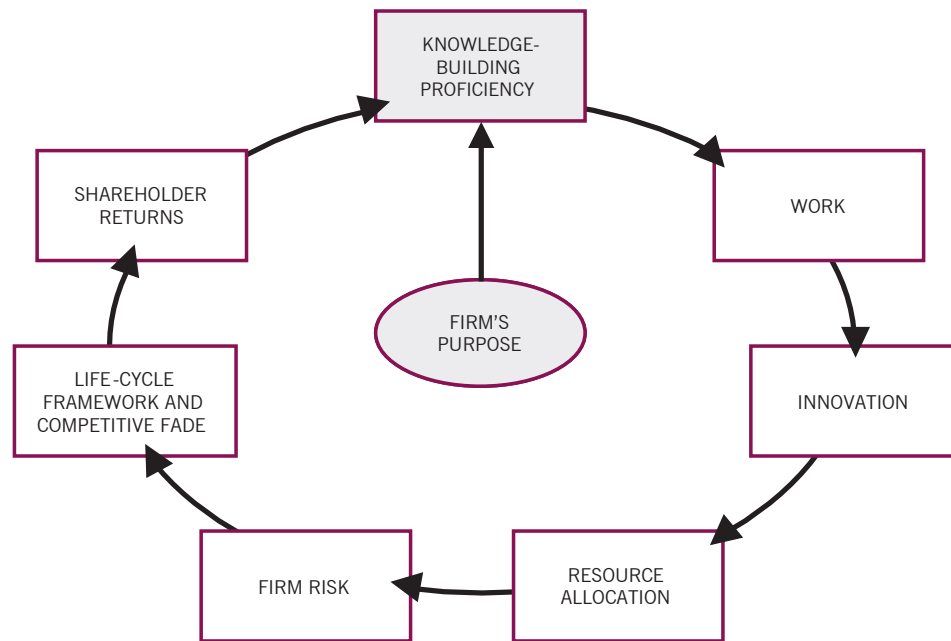 KNOWLEDGE-
BUILDING
PROFICIENCY
WORK
INNOVATION
RESOURCE
ALLOCATION
FIRM RISK
LIFE-CYCLE
FRAMEWORK AND
COMPETITIVE FADE
SHAREHOLDER
RETURNS
FIRM'S
PURPOSE